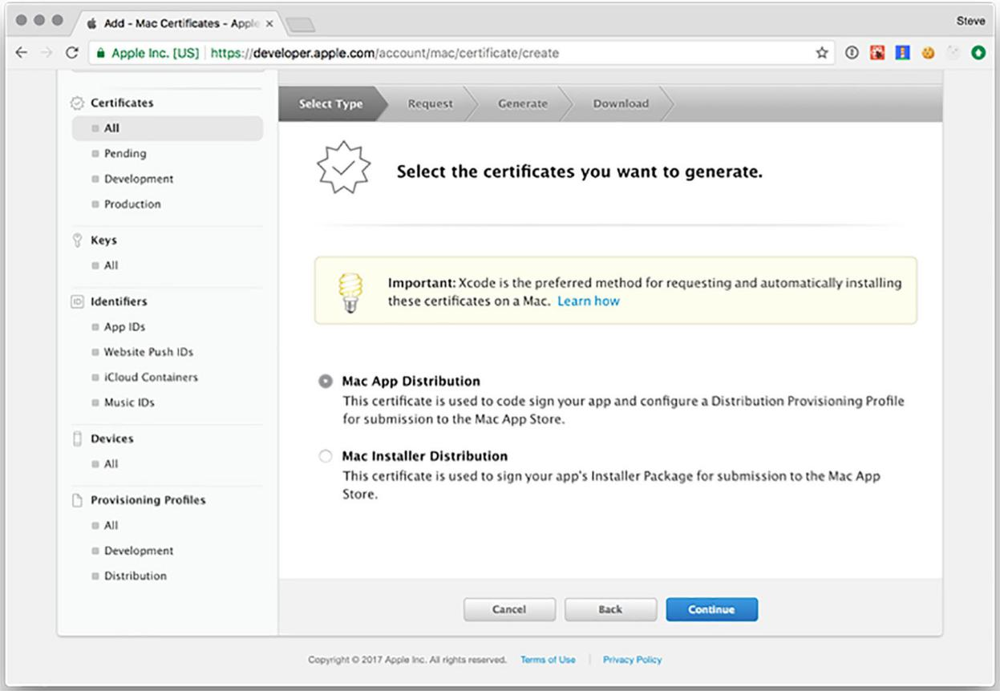 Add - Mac Certificates - Apple
Steve
Apple Inc. [US] https://developer.apple.com/account/mac/certificate/create
Certificates
All
Pending
Development
Production
Keys
All
Identifiers
App IDs
Website Push IDs
iCloud Containers
Music IDs
Devices
All
Provisioning Profiles
All
Development
Distribution
Select Type
Request
Generate
Download
Select the certificates you want to generate.
Important: Xcode is the preferred method for requesting and automatically installing
these certificates on a Mac. Learn how
Mac App Distribution
This certificate is used to code sign your app and configure a Distribution Provisioning Profile
for submission to the Mac App Store.
Mac Installer Distribution
This certificate is used to sign your app's Installer Package for submission to the Mac App
Store.
Cancel
Back
Continue
Copyright © 2017 Apple Inc. All rights reserved. Terms of Use | Privacy Policy